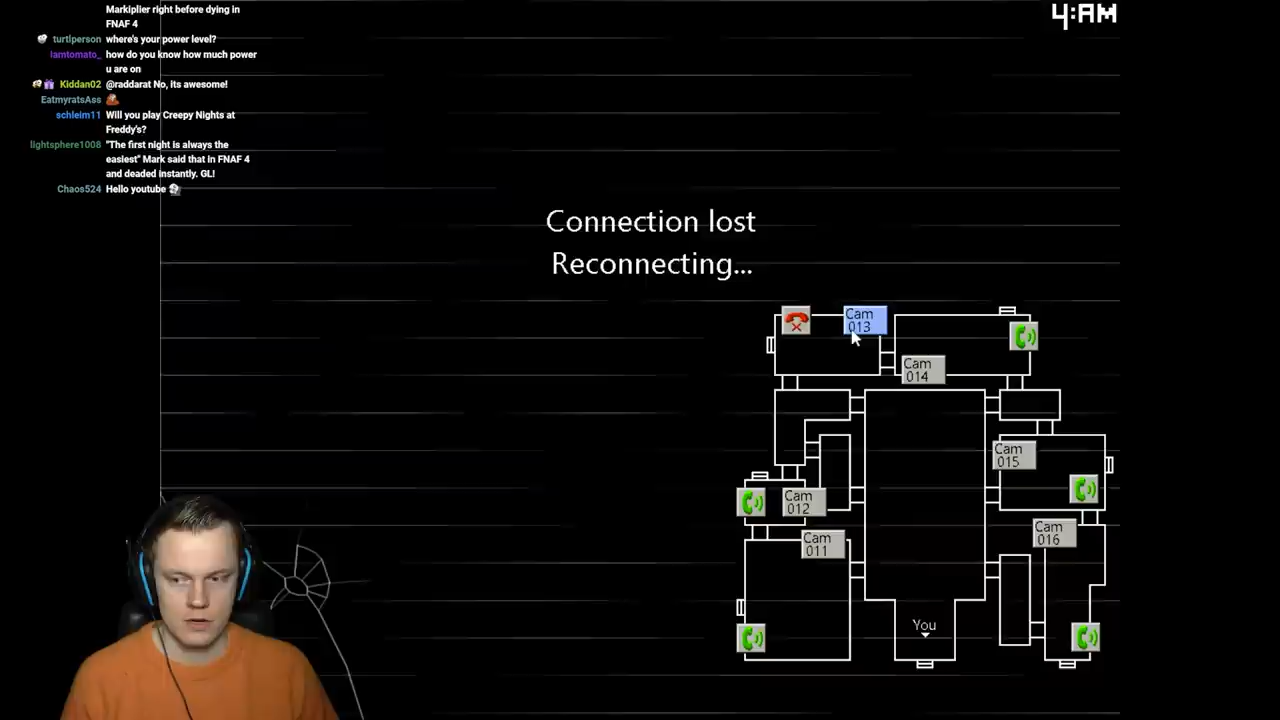 Markiplier right before dying in
FNAF 4
turtlperson where's your power level?
iamtomato_ how do you know how much power
u are on
Kiddan02 @raddarat No, its awesome!
EatmyratsAss
schleim11 Will you play Creepy Nights at
Freddy's?
lightsphere1008 "The first night is always the
easiest" Mark said that in FNAF 4
and deaded instantly. GL!
Chaos524 Hello youtube
4:AM
Connection lost
Reconnecting...
Cam
013
Cam
014
Cam
015
Cam
012
Cam
016
Cam
011
You